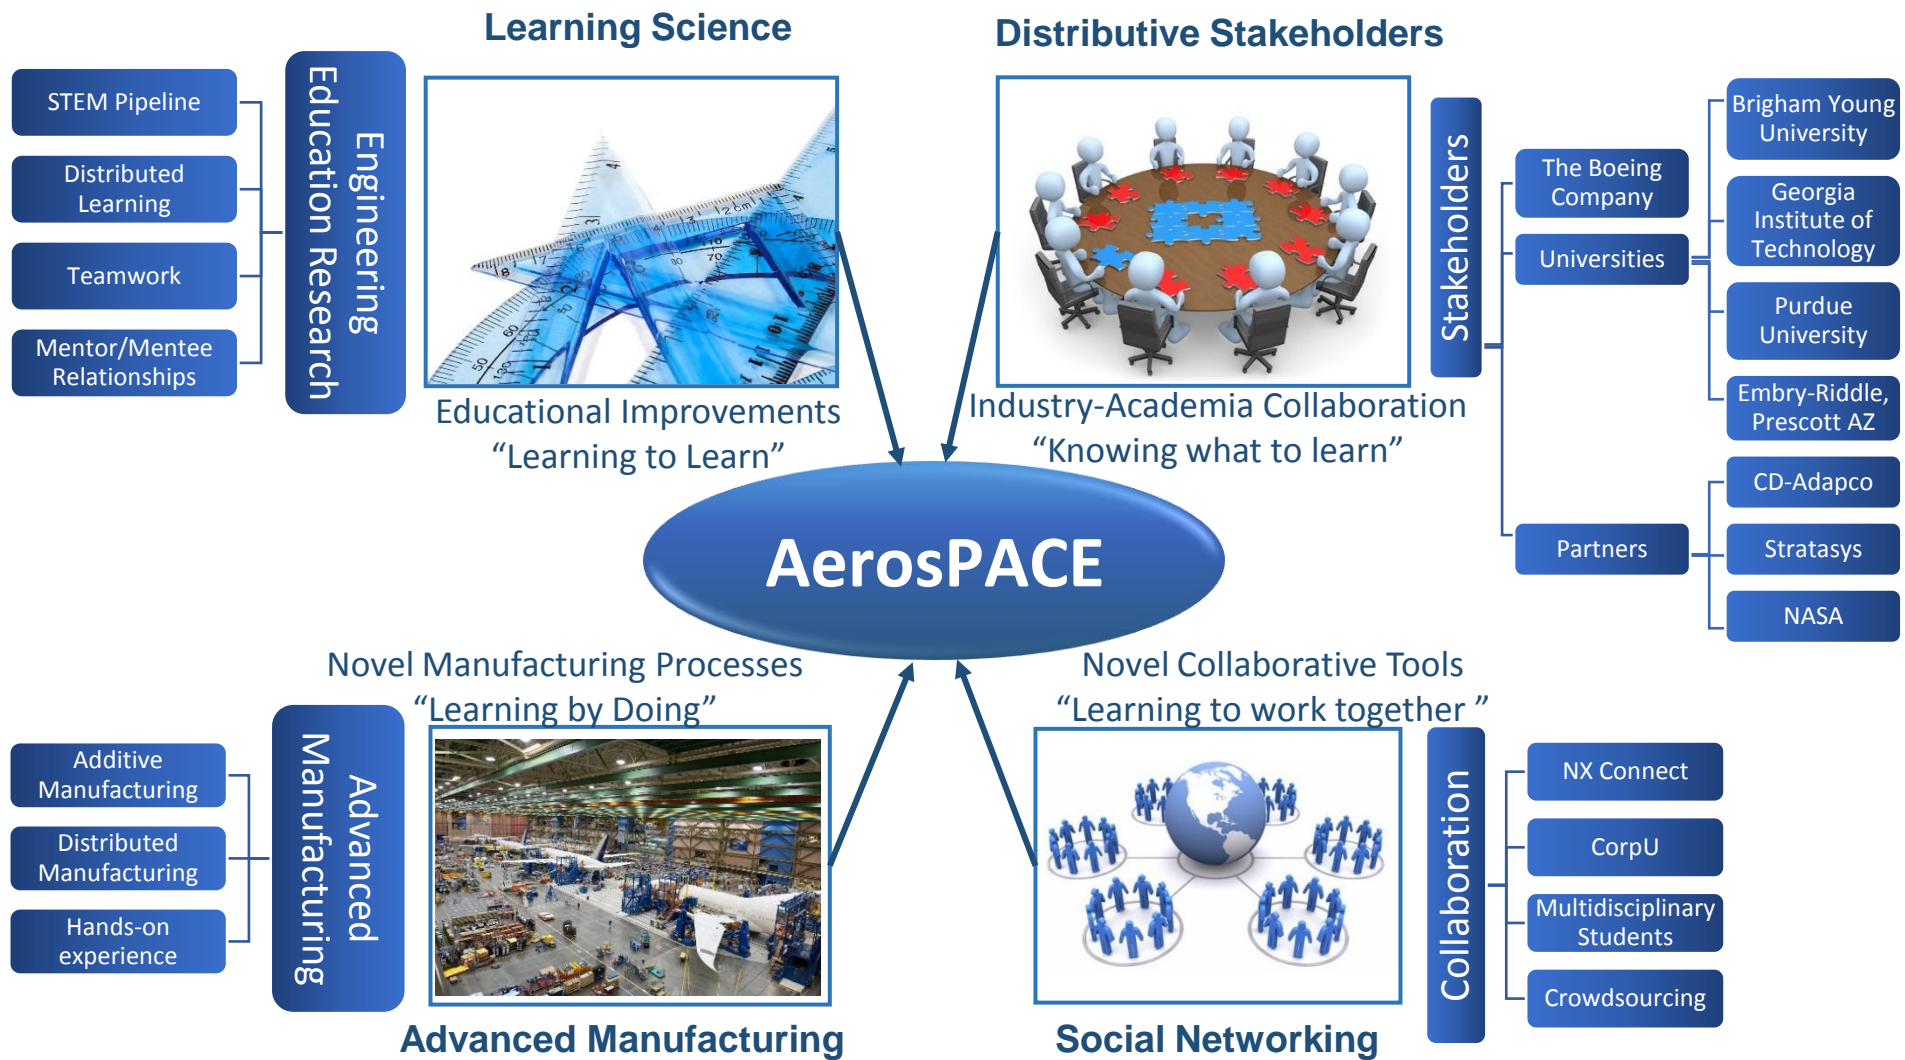 Learning Science
Distributive Stakeholders
STEM Pipeline
Distributed
Learning
Teamwork
Mentor/Mentee
Relationships
Engineering
Education Research
Educational Improvements
“Learning to Learn”
Industry-Academia Collaboration
“Knowing what to learn”
Stakeholders
The Boeing
Company
Universities
Partners
Brigham Young
University
Georgia
Institute of
Technology
Purdue
University
Embry-Riddle,
Prescott AZ
CD-Adapco
Stratasys
NASA
AerosPACE
Novel Manufacturing Processes
“Learning by Doing”
Novel Collaborative Tools
“Learning to work together ”
Additive
Manufacturing
Distributed
Manufacturing
Hands-on
experience
Advanced
Manufacturing
Collaboration
NX Connect
CorpU
Multidisciplinary
Students
Crowdsourcing
Advanced Manufacturing
Social Networking